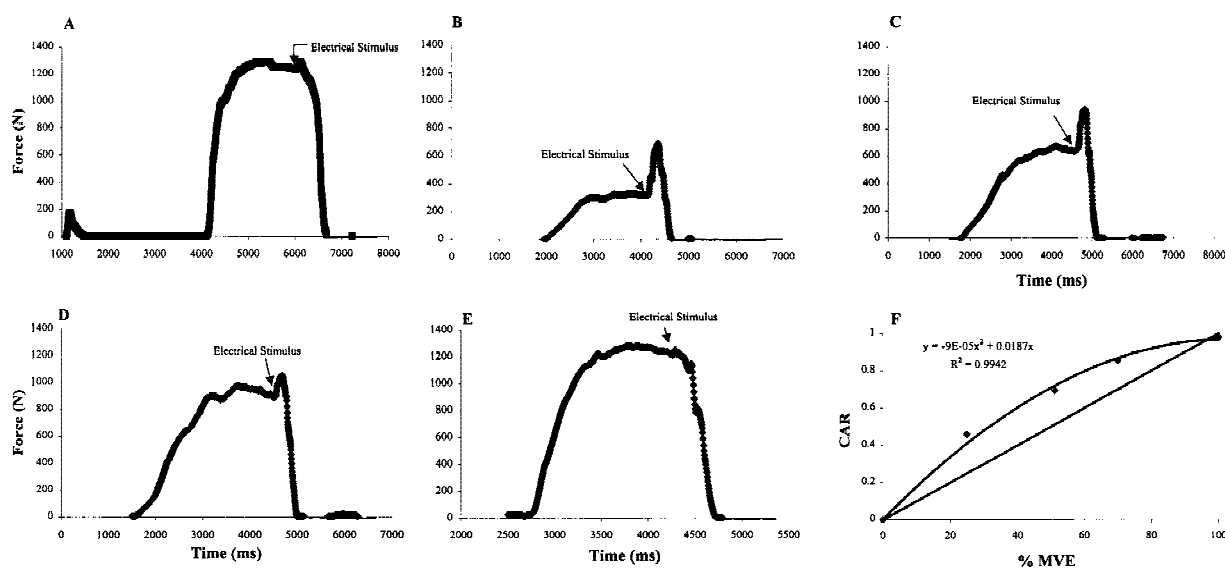 A
1400
1200
1000
800
600
400
200
0
Force (N)
Electrical Stimulus
1000 2000 3000 4000 5000 6000 7000 8000
B
1400
1200
1000
800
600
400
200
0
Electrical Stimulus
0 1000 2000 3000 4000 5000 6000 7000
C
1400
1200
1000
800
600
400
200
0
Electrical Stimulus
0 1000 2000 3000 4000 5000 6000 7000 8000
Time (ms)
D
1400
1200
1000
800
600
400
200
0
Force (N)
Electrical Stimulus
0 1000 2000 3000 4000 5000 6000 7000
Time (ms)
E
1400
1200
1000
800
600
400
200
0
Electrical Stimulus
2000 2500 3000 3500 4000 4500 5000 5500
Time (ms)
F
1
0.8
0.6
0.4
0.2
0
CAR
y = -9E-05x² + 0.0187x
R² = 0.9942
0 20 40 60 80 100
% MVE